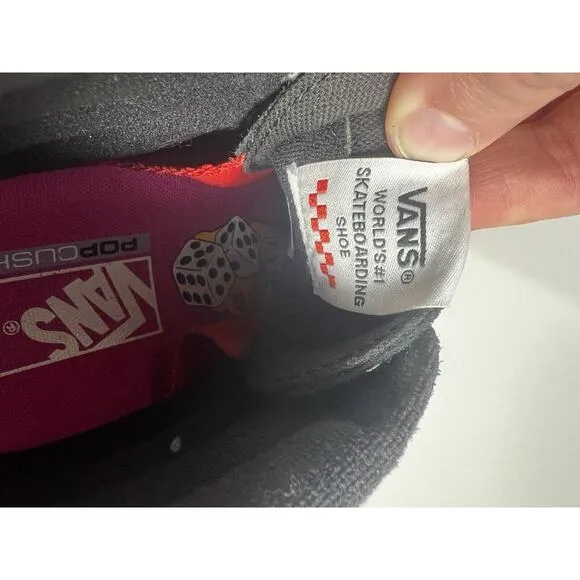 VANS®
WORLD'S #1
SKATEBOARDING
SHOE
POPCUSH
VANS®